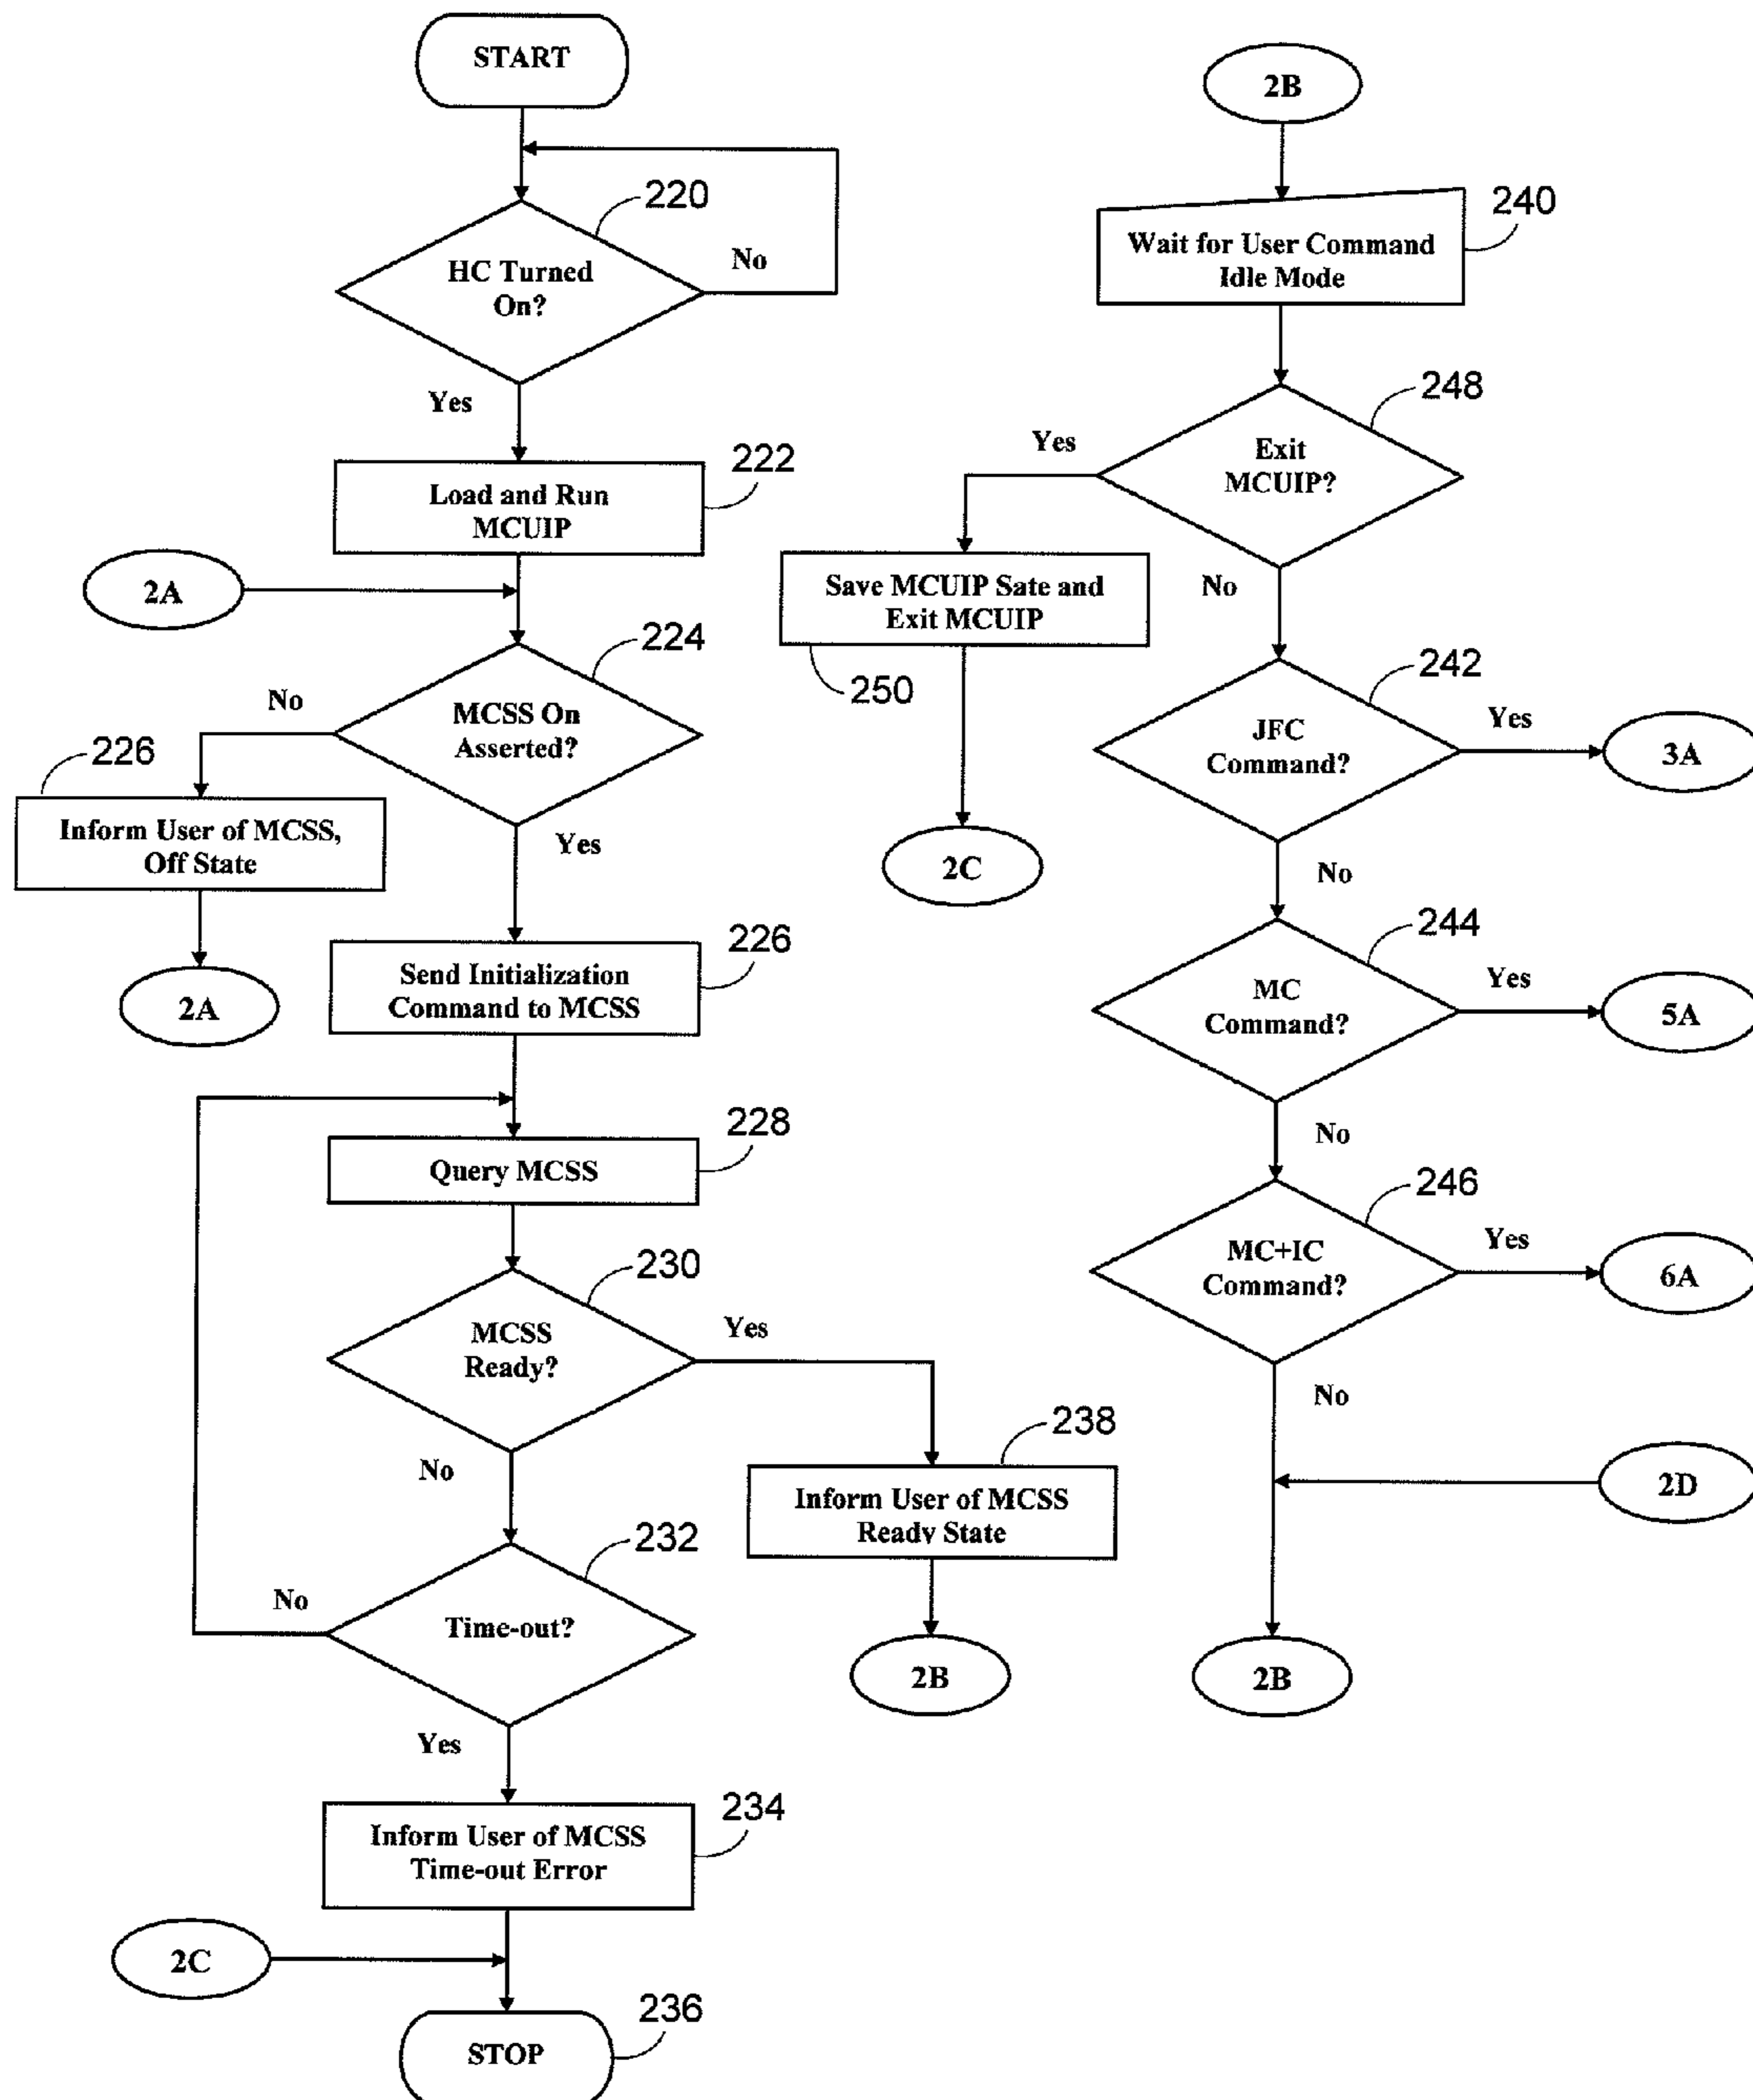 START
220
HC Turned
On?
No
Yes
222
Load and Run
MCUIP
2A
224
MCSS On
Asserted?
No
Yes
226
Inform User of MCSS,
Off State
2A
226
Send Initialization
Command to MCSS
228
Query MCSS
230
MCSS
Ready?
Yes
No
238
Inform User of MCSS
Ready State
2B
232
Time-out?
No
Yes
234
Inform User of MCSS
Time-out Error
2C
236
STOP
2B
240
Wait for User Command
Idle Mode
248
Exit
MCUIP?
Yes
No
Save MCUIP Sate and
Exit MCUIP
250
2C
242
JFC
Command?
Yes
3A
No
244
MC
Command?
Yes
5A
No
246
MC+IC
Command?
Yes
6A
No
2D
2B